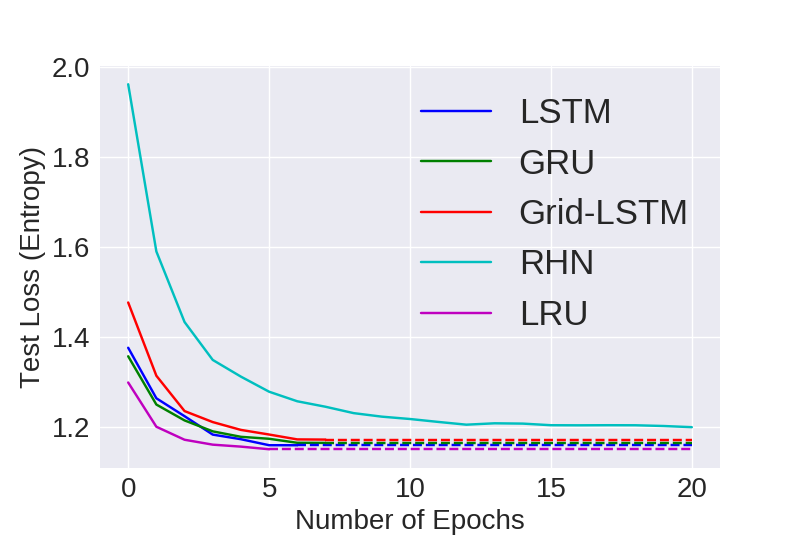 2.0
1.8
1.6
1.4
1.2
Test Loss (Entropy)
LSTM
GRU
Grid-LSTM
RHN
LRU
0 5 10 15 20
Number of Epochs